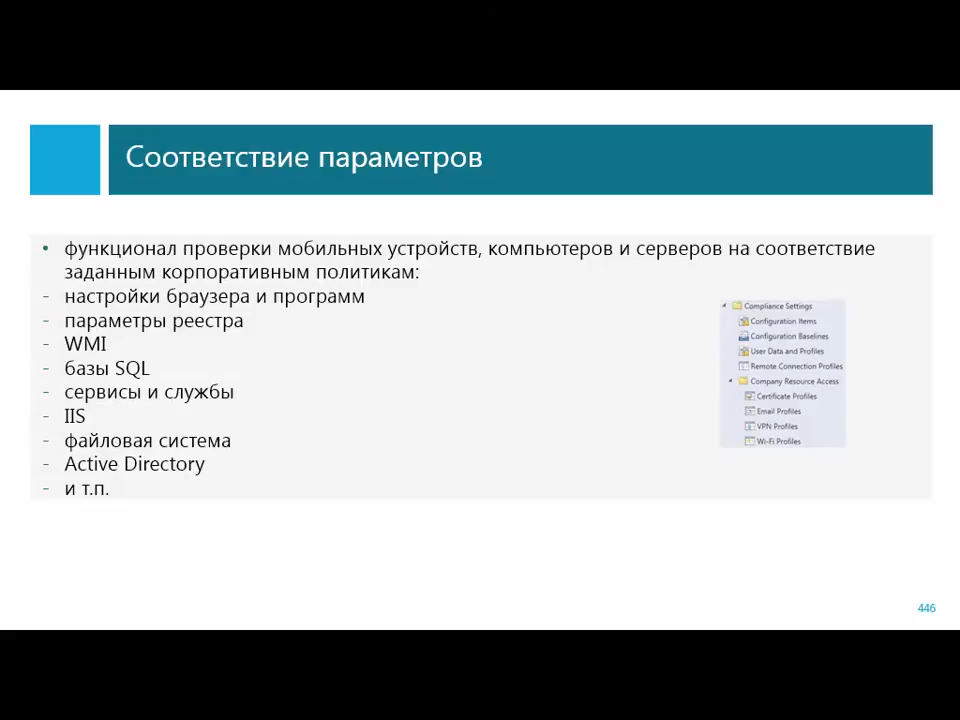 Соответствие параметров
• функционал проверки мобильных устройств, компьютеров и серверов на соответствие
заданным корпоративным политикам:
- настройки браузера и программ
- параметры реестра
- WMI
- базы SQL
- сервисы и службы
- IIS
- файловая система
- Active Directory
- и т.п.
Compliance Settings
Configuration Items
Configuration Baselines
User Data and Profiles
Remote Connection Profiles
Company Resource Access
Certificate Profiles
Email Profiles
VPN Profiles
Wi-Fi Profiles
446